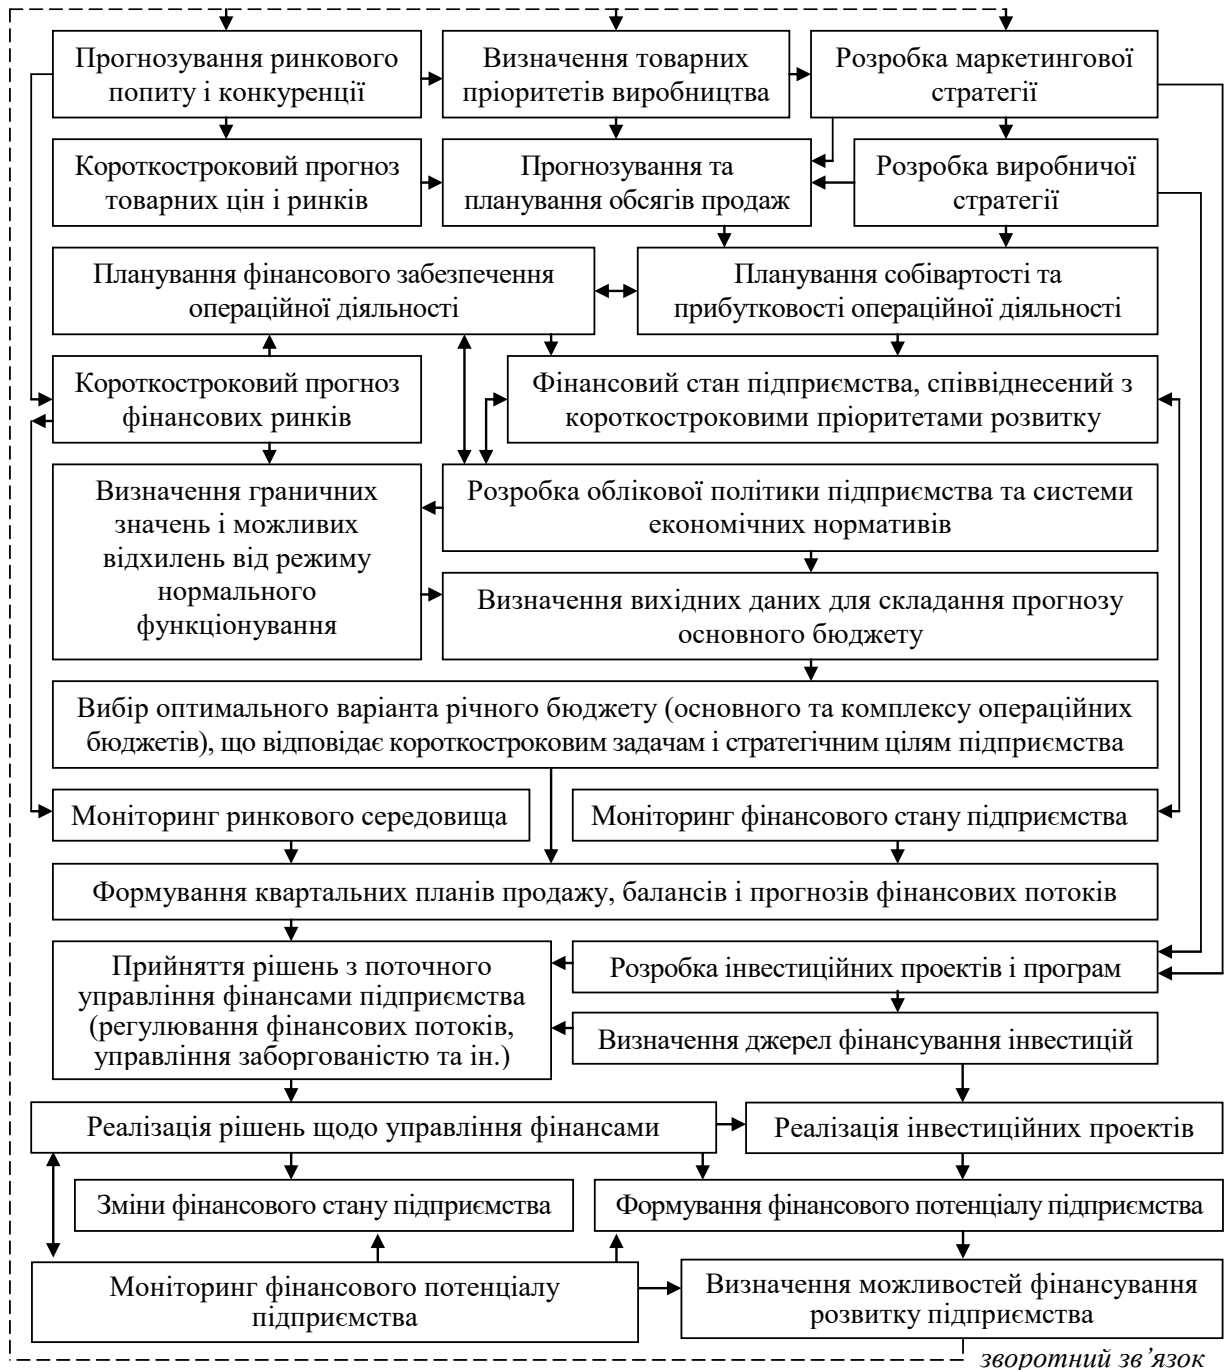 Прогнозування ринкового
попиту і конкуренції
Визначення товарних
пріоритетів виробництва
Розробка маркетингової
стратегії
Короткостроковий прогноз
товарних цін і ринків
Прогнозування та
планування обсягів продаж
Розробка виробничої
стратегії
Планування фінансового забезпечення
операційної діяльності
Планування собівартості та
прибутковості операційної діяльності
Короткостроковий прогноз
фінансових ринків
Фінансовий стан підприємства, співвіднесений з
короткостроковими пріоритетами розвитку
Визначення граничних
значень і можливих
відхилень від режиму
нормального
функціонування
Розробка облікової політики підприємства та системи
економічних нормативів
Визначення вихідних даних для складання прогнозу
основного бюджету
Вибір оптимального варіанта річного бюджету (основного та комплексу операційних
бюджетів), що відповідає короткостроковим задачам і стратегічним цілям підприємства
Моніторинг ринкового середовища
Моніторинг фінансового стану підприємства
Формування квартальних планів продажу, балансів і прогнозів фінансових потоків
Прийняття рішень з поточного
управління фінансами підприємства
(регулювання фінансових потоків,
управління заборгованістю та ін.)
Розробка інвестиційних проектів і програм
Визначення джерел фінансування інвестицій
Реалізація рішень щодо управління фінансами
Реалізація інвестиційних проектів
Зміни фінансового стану підприємства
Формування фінансового потенціалу підприємства
Моніторинг фінансового потенціалу
підприємства
Визначення можливостей фінансування
розвитку підприємства
зворотний зв’язок